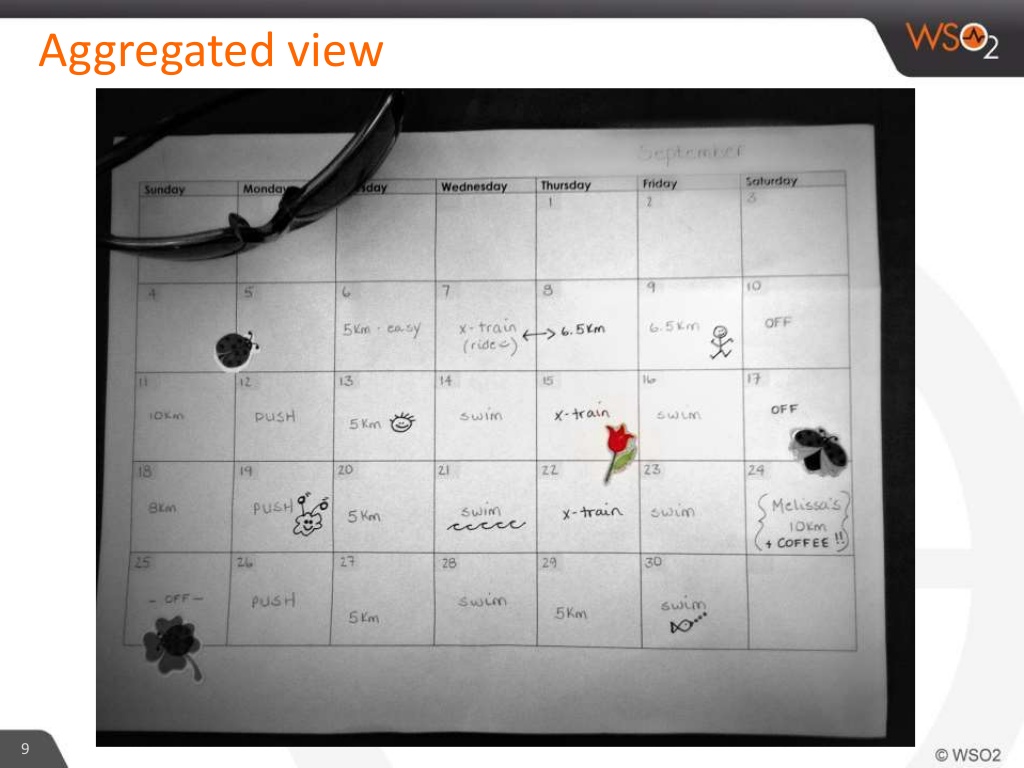 Aggregated view
WSO2
September
Sunday Monday sday Wednesday Thursday Friday Saturday
1 2 3
4 5 6 7 8 9 10
5Km - easy x-train ↔ 6.5Km 6.5Km OFF
(ride
11 12 13 14 15 16 17
10Km PUSH 5Km swim x-train swim OFF
18 19 20 21 22 23 24
8Km PUSH 5Km swim x-train swim Melissa's
10Km
+ COFFEE !!
25 26 27 28 29 30
- OFF - PUSH 5Km swim 5Km swim
9
© WSO2